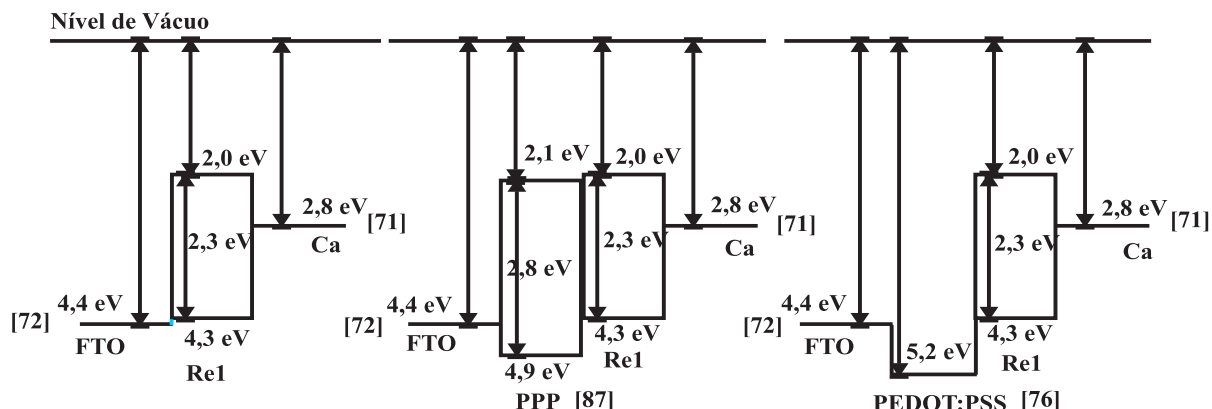 Nível de Vácuo
2,0 eV
2,8 eV
[71]
2,3 eV
Ca
4,4 eV
[72]
4,3 eV
FTO
Re1
2,1 eV
2,0 eV
2,8 eV
[71]
2,3 eV
Ca
2,8 eV
4,4 eV
[72]
4,3 eV
FTO
Re1
4,9 eV
PPP [87]
2,0 eV
2,8 eV
[71]
2,3 eV
Ca
4,4 eV
[72]
4,3 eV
FTO
5,2 eV
Re1
PEDOT:PSS [76]